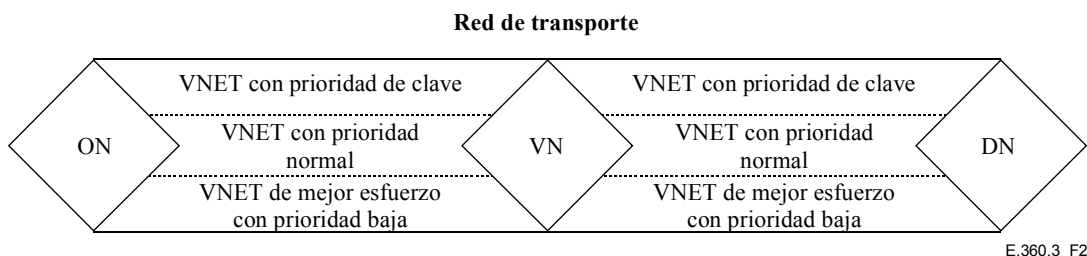 Red de transporte
VNET con prioridad de clave
VNET con prioridad de clave
ON
VNET con prioridad
normal
VN
VNET con prioridad
normal
DN
VNET de mejor esfuerzo
con prioridad baja
VNET de mejor esfuerzo
con prioridad baja
E.360.3_F2